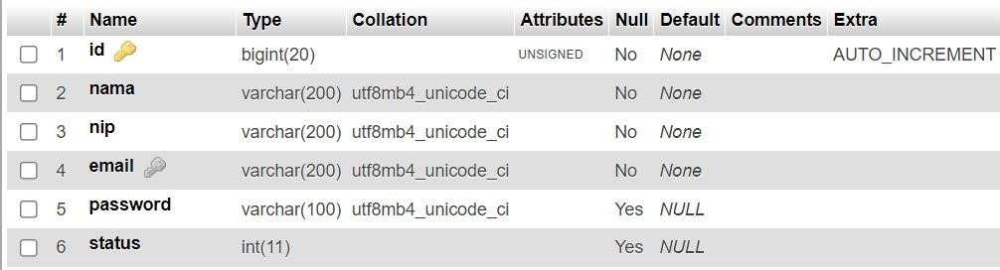 # Name Type Collation Attributes Null Default Comments Extra
1 id bigint(20) UNSIGNED No None AUTO_INCREMENT
2 nama varchar(200) utf8mb4_unicode_ci No None
3 nip varchar(200) utf8mb4_unicode_ci No None
4 email varchar(200) utf8mb4_unicode_ci No None
5 password varchar(100) utf8mb4_unicode_ci Yes NULL
6 status int(11) Yes NULL